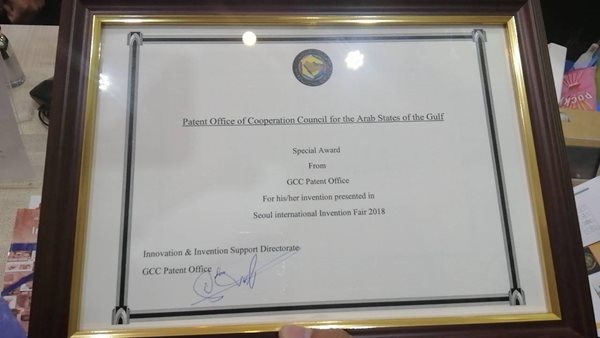 Patent Office of Cooperation Council for the Arab States of the Gulf
Special Award
From
GCC Patent Office
For his/her invention presented in
Seoul international Invention Fair 2018
Innovation & Invention Support Directorate
GCC Patent Office